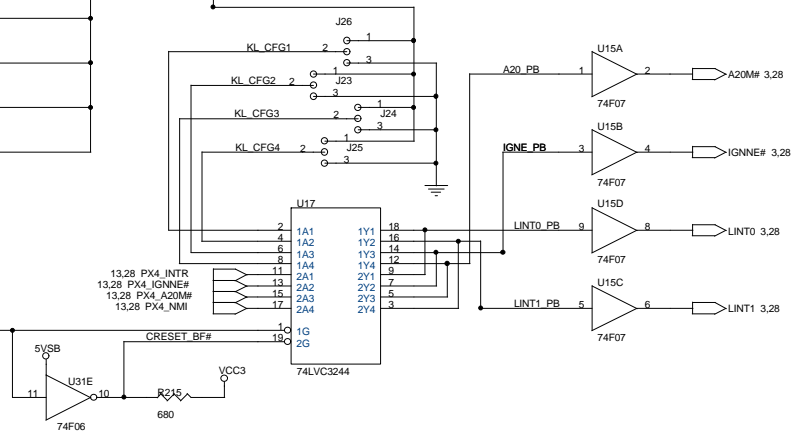 J26
1
KL_CFG1 2
3
J23
1
KL_CFG2 2
3
J24
1
KL_CFG3 2
3
J25
1
KL_CFG4 2
3
U15A
A20_PB 1 2 A20M# 3,28
74F07
U15B
IGNE_PB 3 4 IGNNE# 3,28
74F07
U15D
LINT0_PB 9 8 LINT0 3,28
74F07
U15C
LINT1_PB 5 6 LINT1 3,28
74F07
U17
2 1A1 1Y1 18
4 1A2 1Y2 16
6 1A3 1Y3 14
8 1A4 1Y4 12
13,28 PX4_INTR 11 2A1 2Y1 9
13,28 PX4_IGNNE# 13 2A2 2Y2 7
13,28 PX4_A20M# 15 2A3 2Y3 5
13,28 PX4_NMI 17 2A4 2Y4 3
1 1G
CRESET_BF# 19 2G
74LVC3244
5VSB
U31E
11 10
74F06
R215
680
VCC3